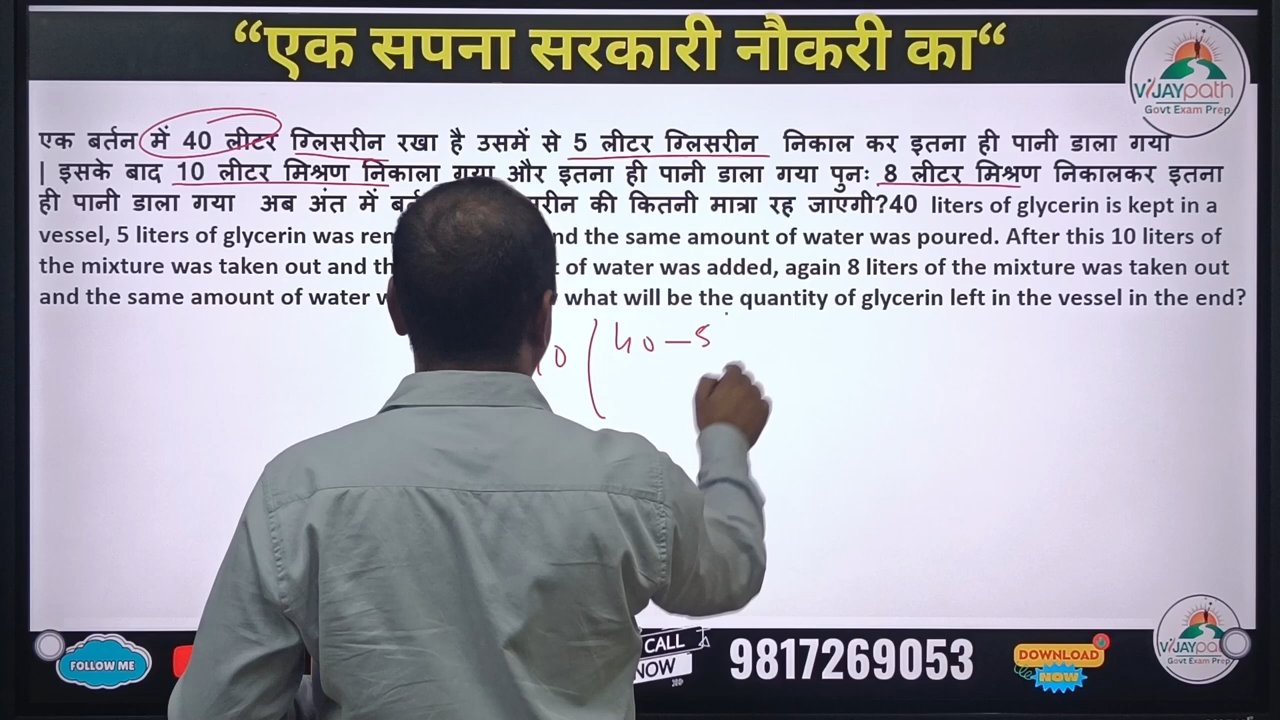 “एक सपना सरकारी नौकरी का“
ViJAYpath
Govt Exam Prep
एक बर्तन में 40 लीटर ग्लिसरीन रखा है उसमें से 5 लीटर ग्लिसरीन निकाल कर इतना ही पानी डाला गया
| इसके बाद 10 लीटर मिश्रण निकाला गया और इतना ही पानी डाला गया पुनः 8 लीटर मिश्रण निकालकर इतना
ही पानी डाला गया अब अंत में की कितनी मात्रा रह जाएगी?40 liters of glycerin is kept in a
vessel, 5 liters of glycerin was the same amount of water was poured. After this 10 liters of
the mixture was taken out and of water was added, again 8 liters of the mixture was taken out
and the same amount of water what will be the quantity of glycerin left in the vessel in the end?
( 40-5
FOLLOW ME
CALL
NOW
9817269053
DOWNLOAD
NOW
ViJAYpath
Govt Exam Prep